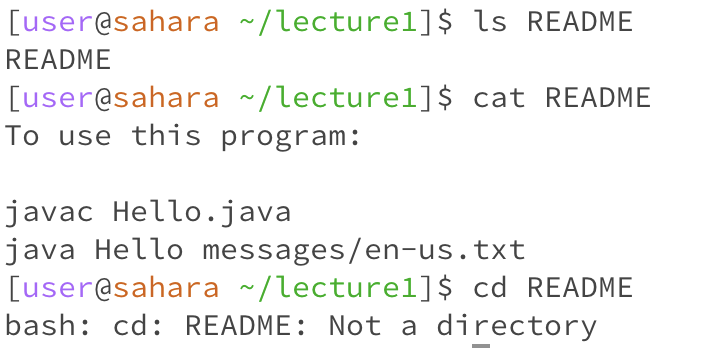 [user@sahara ~/lecture1]$ ls README
README
[user@sahara ~/lecture1]$ cat README
To use this program:

javac Hello.java
java Hello messages/en-us.txt
[user@sahara ~/lecture1]$ cd README
bash: cd: README: Not a directory